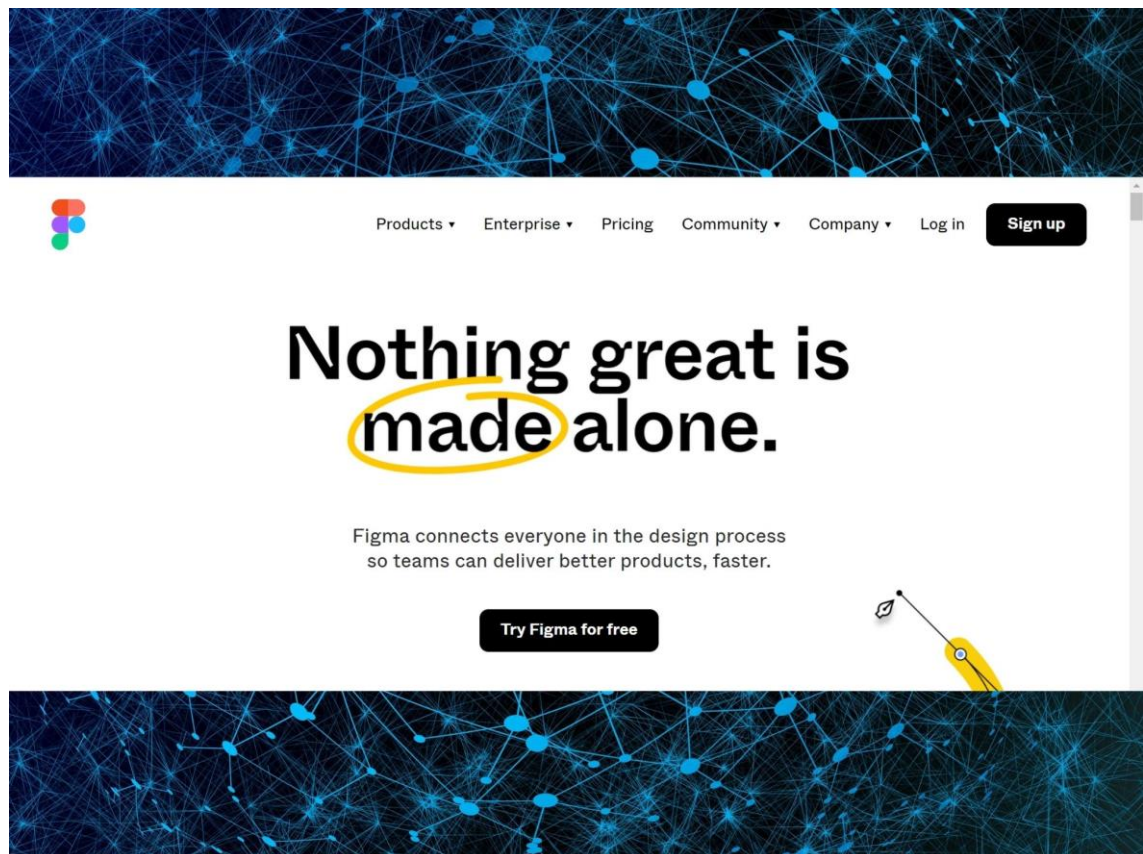 Products ▾ Enterprise ▾ Pricing Community ▾ Company ▾ Log in Sign up
Nothing great is
made alone.
Figma connects everyone in the design process
so teams can deliver better products, faster.
Try Figma for free